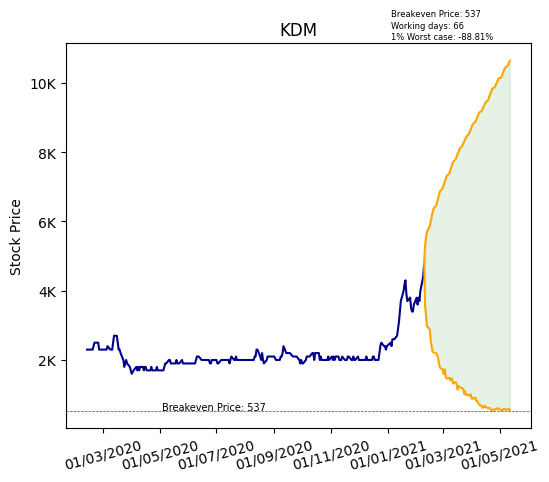 Breakeven Price: 537
Working days: 66
1% Worst case: -88.81%
KDM
Stock Price
10K
8K
6K
4K
2K
Breakeven Price: 537
01/03/2020 01/05/2020 01/07/2020 01/09/2020 01/11/2020 01/01/2021 01/03/2021 01/05/2021